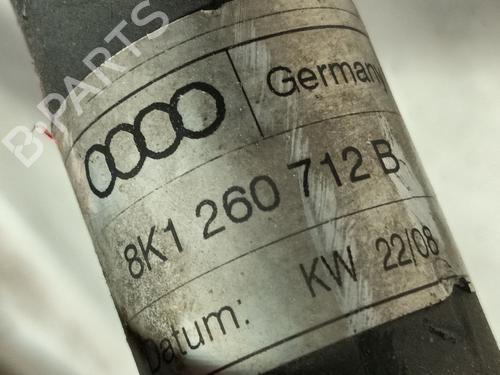 B-PARTS
Germany
8K1 260 712 B
Datum: KW 22/08